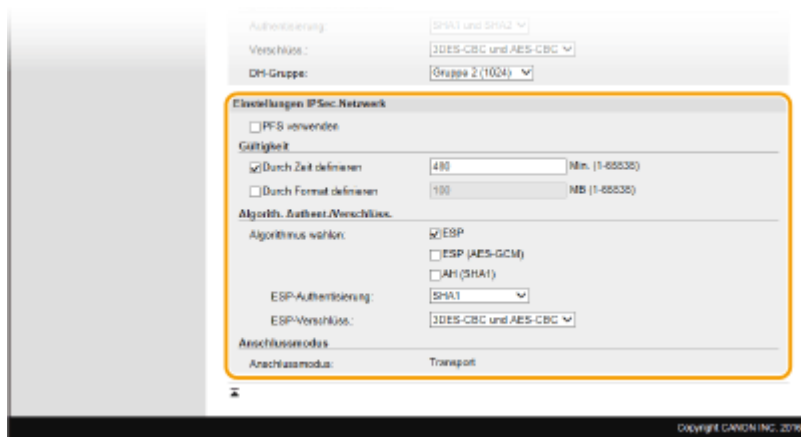 Authentisierung: SHA1 und SHA2
Verschlüss.: 3DES-CBC und AES-CBC
DH-Gruppe: Gruppe 2 (1024)
Einstellungen IPSec.Netzwerk
PFS verwenden
Gültigkeit
Durch Zeit definieren 480 Min. (1-65535)
Durch Format definieren 100 MB (1-65535)
Algorith. Authent./Verschlüss.
Algorithmus wählen: ESP
ESP (AES-GCM)
AH (SHA1)
ESP-Authentisierung: SHA1
ESP-Verschlüss.: 3DES-CBC und AES-CBC
Anschlussmodus
Anschlussmodus: Transport
Copyright CANON INC. 2016